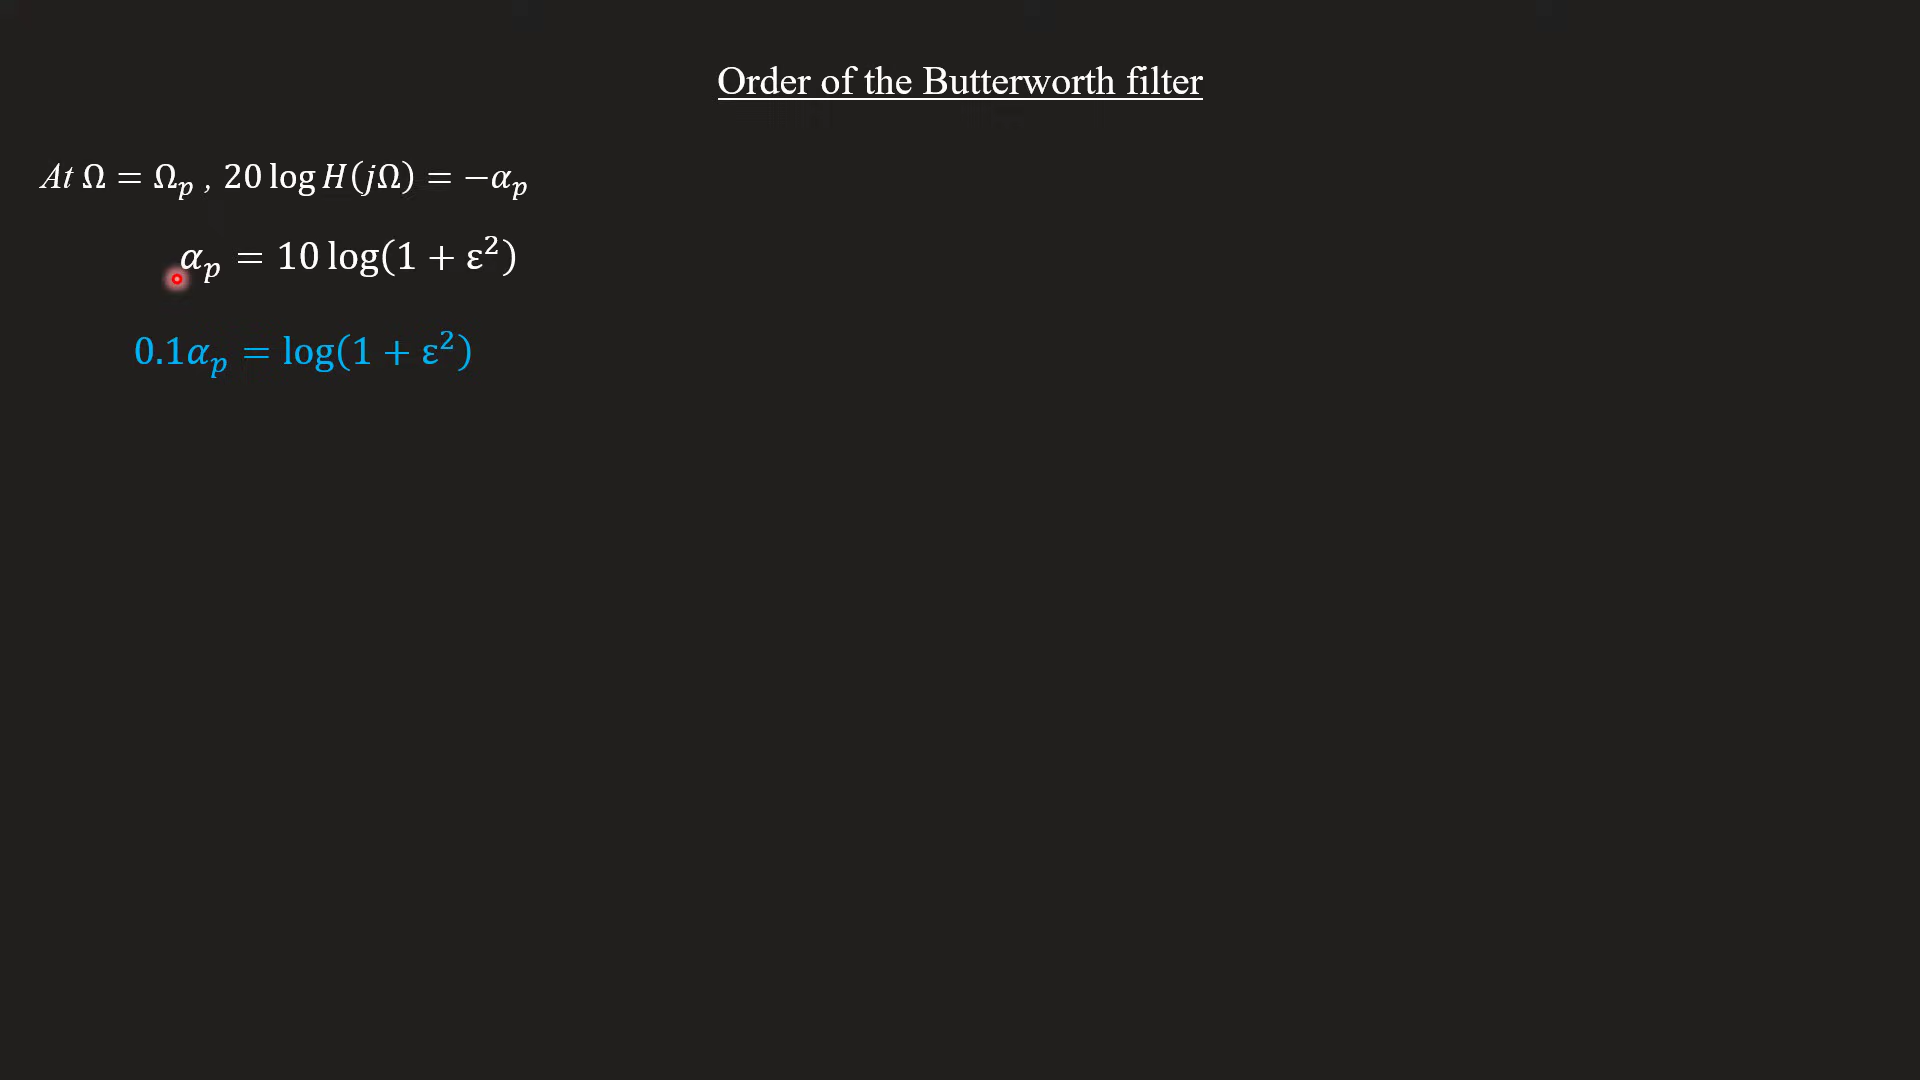 Order of the Butterworth filter
At Ω = Ωₚ , 20 log H(jΩ) = −αₚ
αₚ = 10 log(1 + ε²)
0.1αₚ = log(1 + ε²)